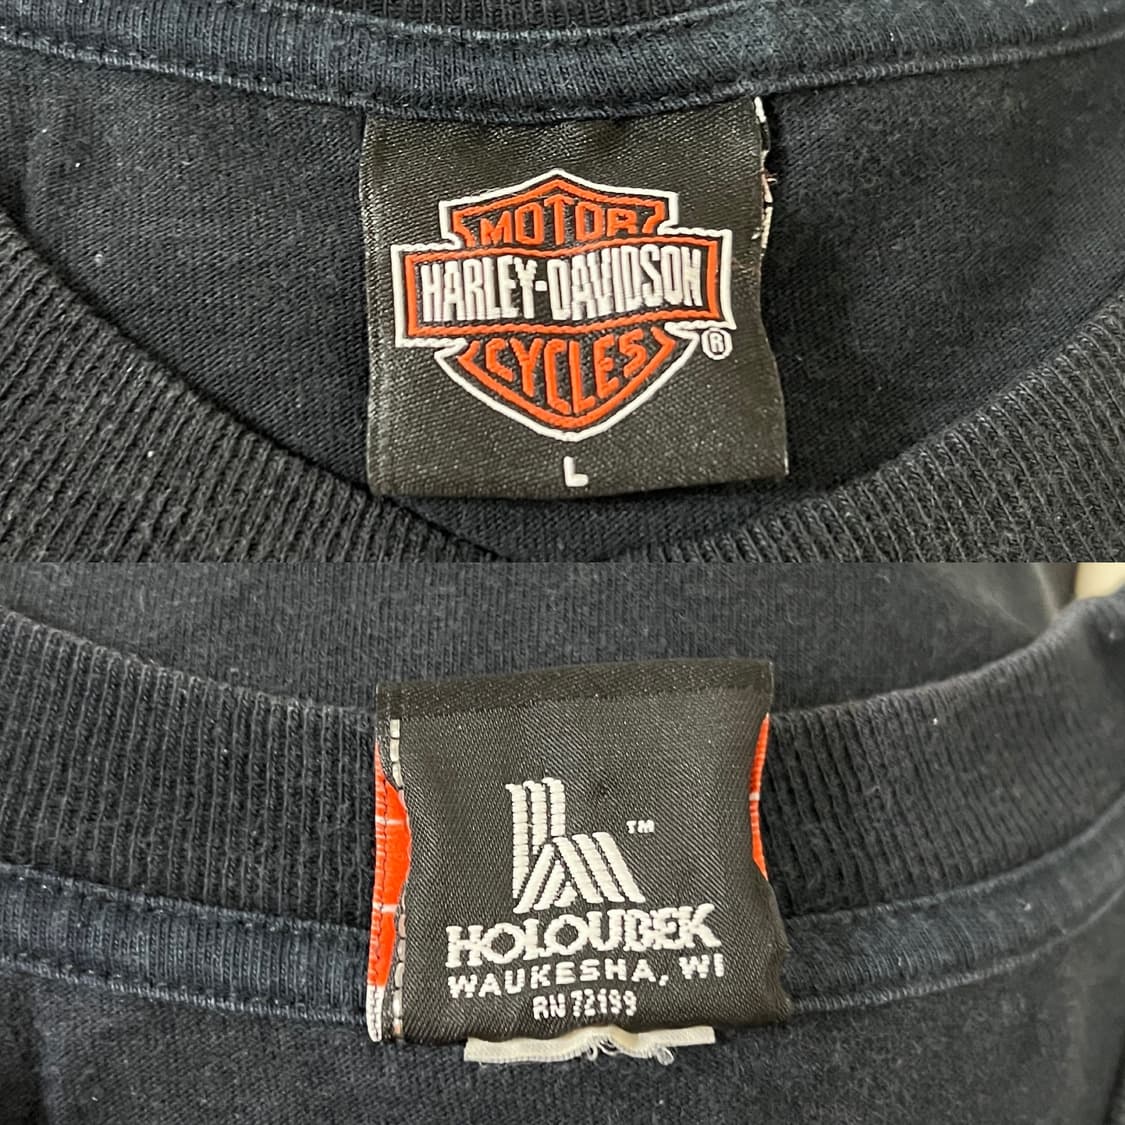 MOTOR
HARLEY-DAVIDSON
CYCLES
®
L
TM
HOLOUBEK
WAUKESHA, WI
RN 72199